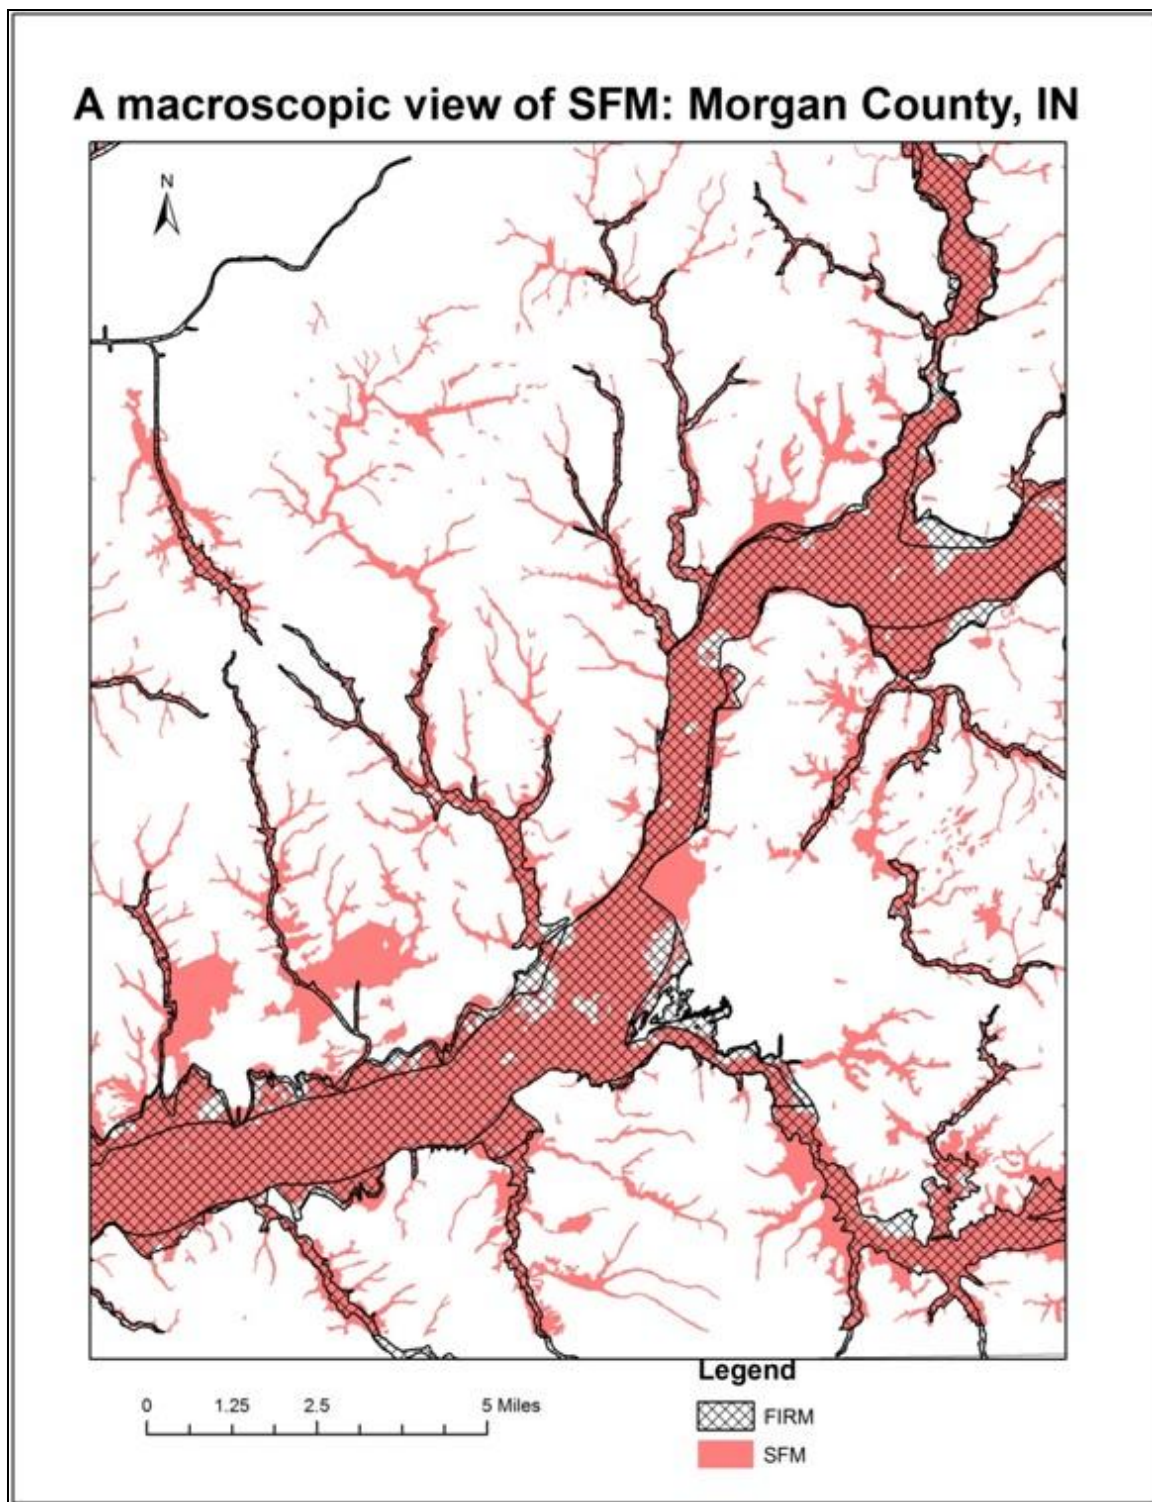 A macroscopic view of SFM: Morgan County, IN
N
0 1.25 2.5 5 Miles
Legend
FIRM
SFM